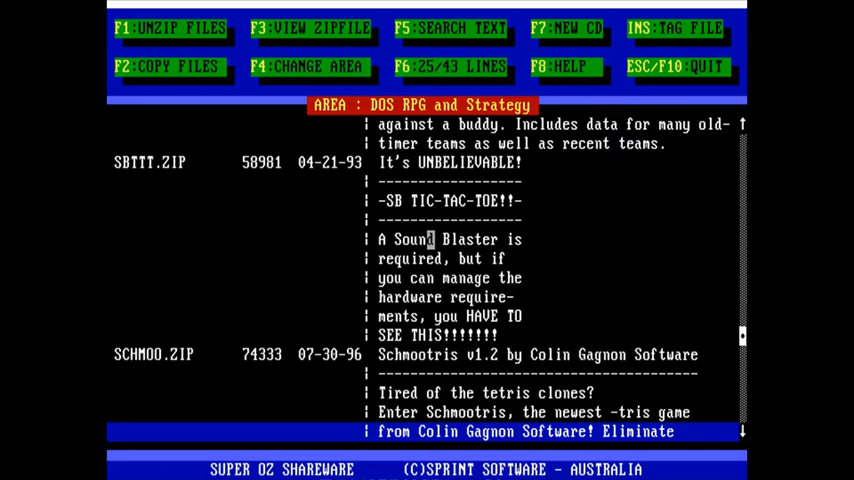 F1:UNZIP FILES F3:VIEW ZIPFILE F5:SEARCH TEXT F7:NEW CD INS:TAG FILE
F2:COPY FILES F4:CHANGE AREA F6:25/43 LINES F8:HELP ESC/F10:QUIT
AREA : DOS RPG and Strategy
| against a buddy. Includes data for many old- ↑
| timer teams as well as recent teams.
SBTTT.ZIP 58981 04-21-93 It's UNBELIEVABLE!
| ------------------
| -SB TIC-TAC-TOE!!-
| ------------------
| A Sound Blaster is
| required, but if
| you can manage the
| hardware require-
| ments, you HAVE TO
| SEE THIS!!!!!!!
SCHMOO.ZIP 74333 07-30-96 Schmootris v1.2 by Colin Gagnon Software
| ----------------------------------------
| Tired of the tetris clones?
| Enter Schmootris, the newest -tris game
| from Colin Gagnon Software! Eliminate ↓
SUPER OZ SHAREWARE (C)SPRINT SOFTWARE - AUSTRALIA